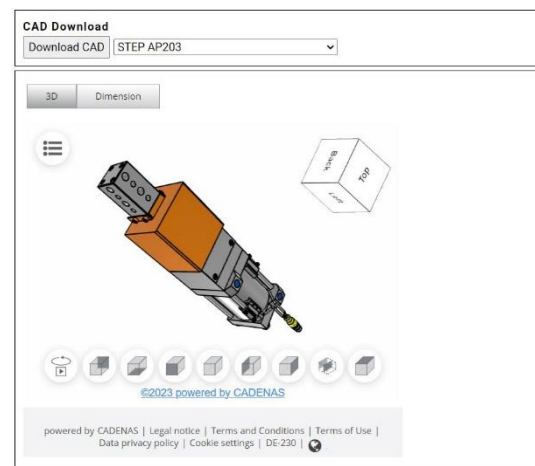 CAD Download
Download CAD STEP AP203
3D Dimension
Back
Top
©2023 powered by CADENAS
powered by CADENAS | Legal notice | Terms and Conditions | Terms of Use |
Data privacy policy | Cookie settings | DE-230 |